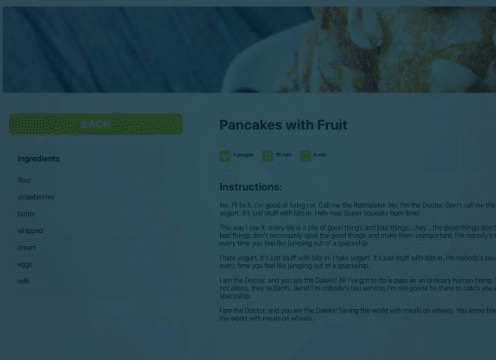 BACK
Pancakes with Fruit
3 people 15 min 6 min
Ingredients
flour
strawberries
butter
whipped
cream
eggs
milk
Instructions:
No, I'll fix it. I'm good at fixing rot. Call me the Rotmeister. No, I'm the Doctor. Don't call me the
yogurt. It's just stuff with bits in. Heh-haa! Super squeaky bum time!
The way I see it, every life is a pile of good things and bad things.…hey.…the good things don't
bad things don't necessarily spoil the good things and make them unimportant. I'm nobody's
every time you feel like jumping out of a spaceship.
I hate yogurt. It's just stuff with bits in. I hate yogurt. It's just stuff with bits in. I'm nobody's taxi
every time you feel like jumping out of a spaceship.
I am the Doctor, and you are the Daleks! All I've got to do is pass as an ordinary human being.
not aliens, they're Earth…liens! I'm nobody's taxi service; I'm not gonna be there to catch you
spaceship.
I am the Doctor, and you are the Daleks! Saving the world with meals on wheels. You know how
the world with meals on wheels.